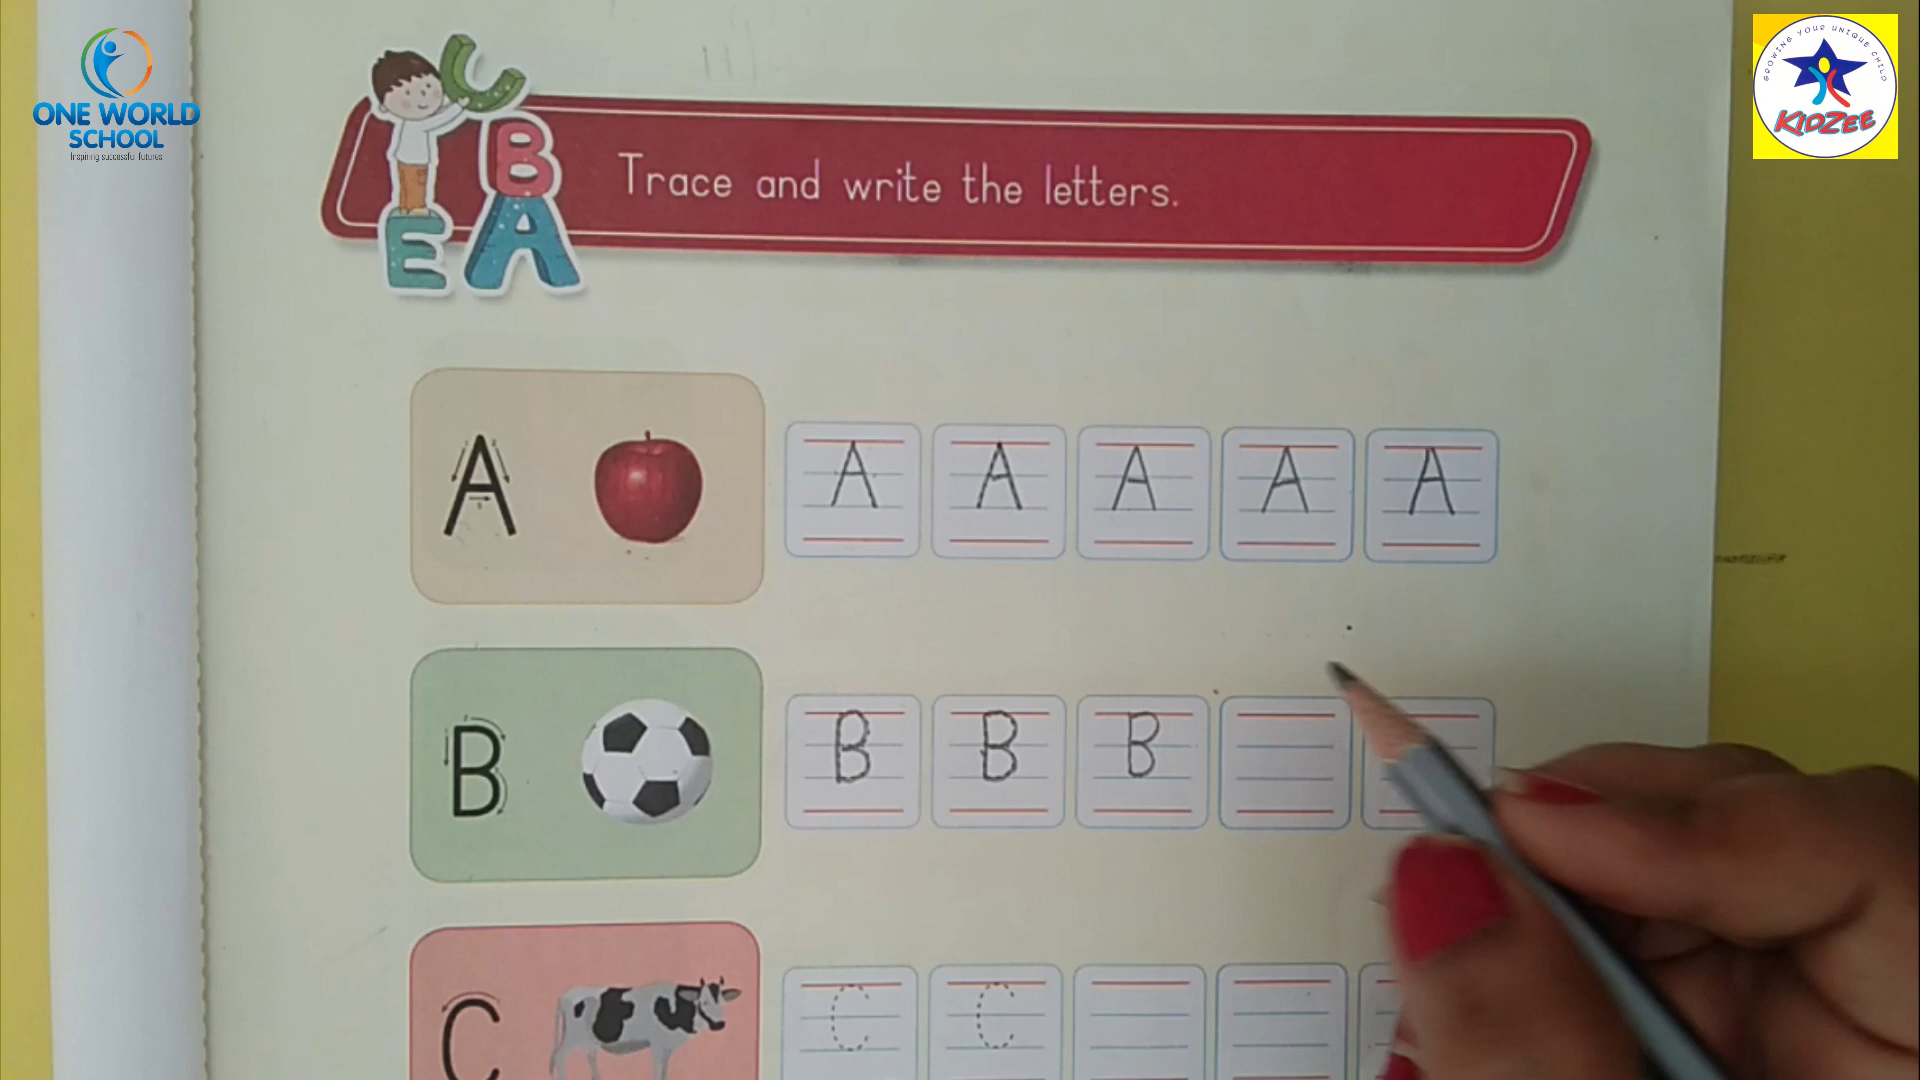 ONE WORLD
SCHOOL
Inspiring successful futures
GROWING YOUR UNIQUE CHILD
KIDZEE
C
B
E A
Trace and write the letters.
A A A A A A
B B B B
C C C